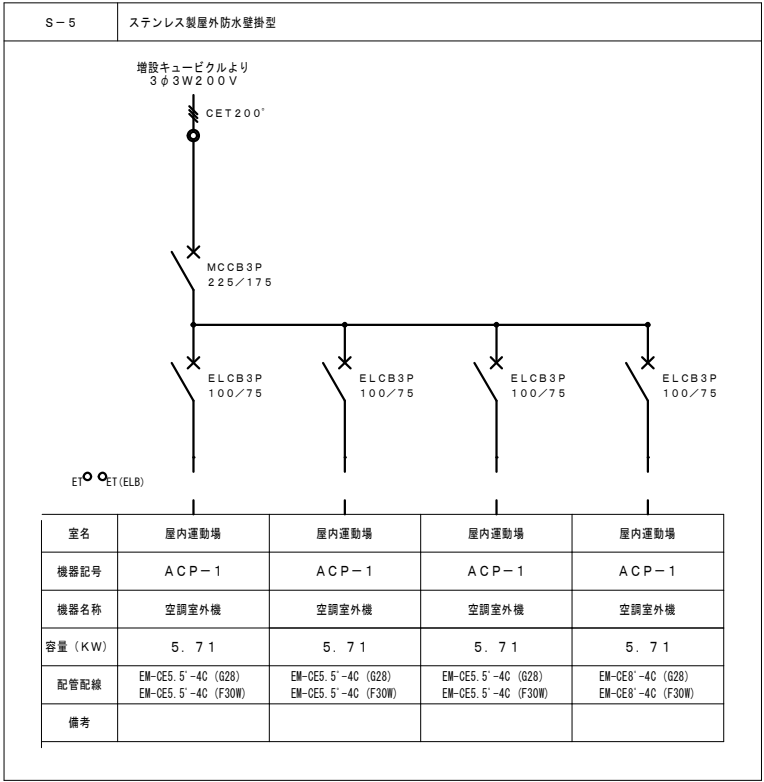 S－5 ステンレス製屋外防水壁掛型
増設キュービクルより
3φ3W200V
CET200゜
MCCB3P
225／175
ELCB3P ELCB3P ELCB3P ELCB3P
100／75 100／75 100／75 100／75
ET ET(ELB)
室名 屋内運動場 屋内運動場 屋内運動場 屋内運動場
機器記号 ACP－1 ACP－1 ACP－1 ACP－1
機器名称 空調室外機 空調室外機 空調室外機 空調室外機
容量（KW） 5．71 5．71 5．71 5．71
配管配線 EM-CE5.5゜-4C (G28) EM-CE5.5゜-4C (G28) EM-CE5.5゜-4C (G28) EM-CE8゜-4C (G28)
EM-CE5.5゜-4C (F30W) EM-CE5.5゜-4C (F30W) EM-CE5.5゜-4C (F30W) EM-CE8゜-4C (F30W)
備考